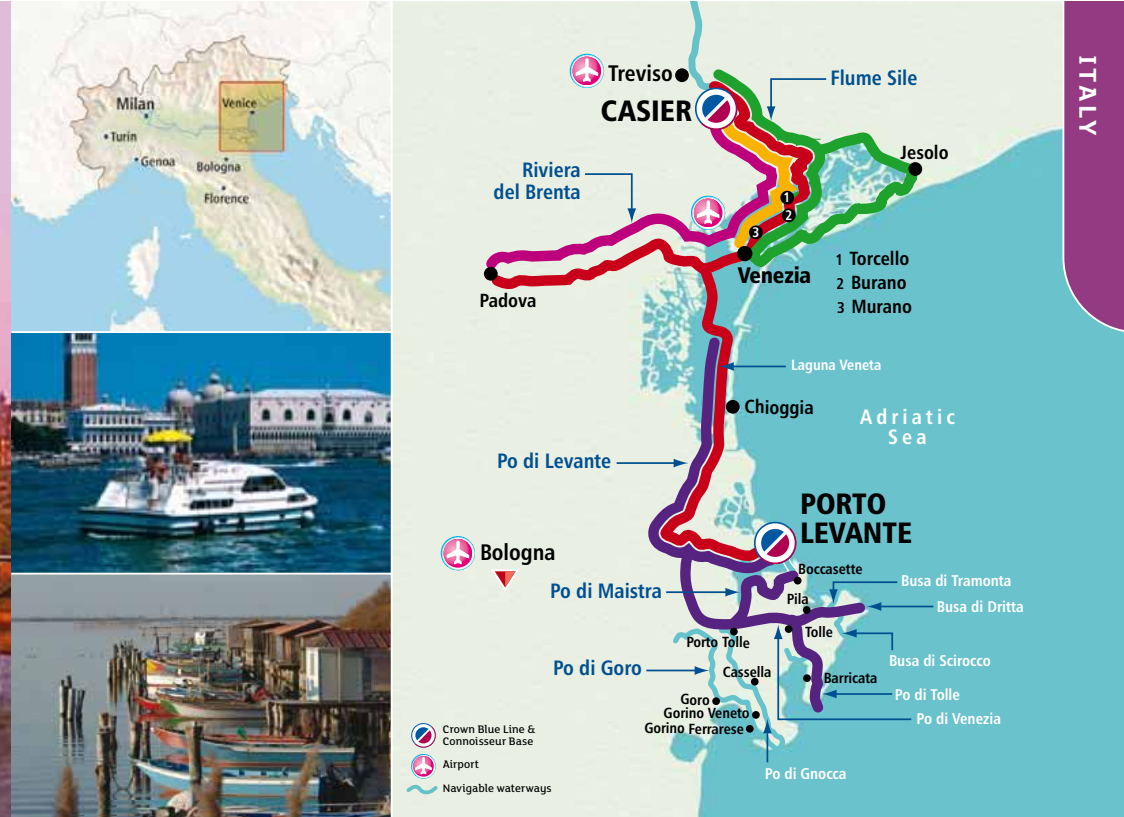 Milan
Venice
Turin
Genoa
Bologna
Florence
ITALY
Treviso
CASIER
Flume Sile
Jesolo
Riviera
del Brenta
1
2
3
Padova
Venezia
1 Torcello
2 Burano
3 Murano
Laguna Veneta
Chioggia
Adriatic
Sea
Po di Levante
PORTO
LEVANTE
Bologna
Boccasette
Po di Maistra
Busa di Tramonta
Pila
Busa di Dritta
Tolle
Porto Tolle
Busa di Scirocco
Po di Goro
Cassella
Barricata
Po di Tolle
Goro
Gorino Veneto
Po di Venezia
Gorino Ferrarese
Po di Gnocca
Crown Blue Line &
Connoisseur Base
Airport
Navigable waterways